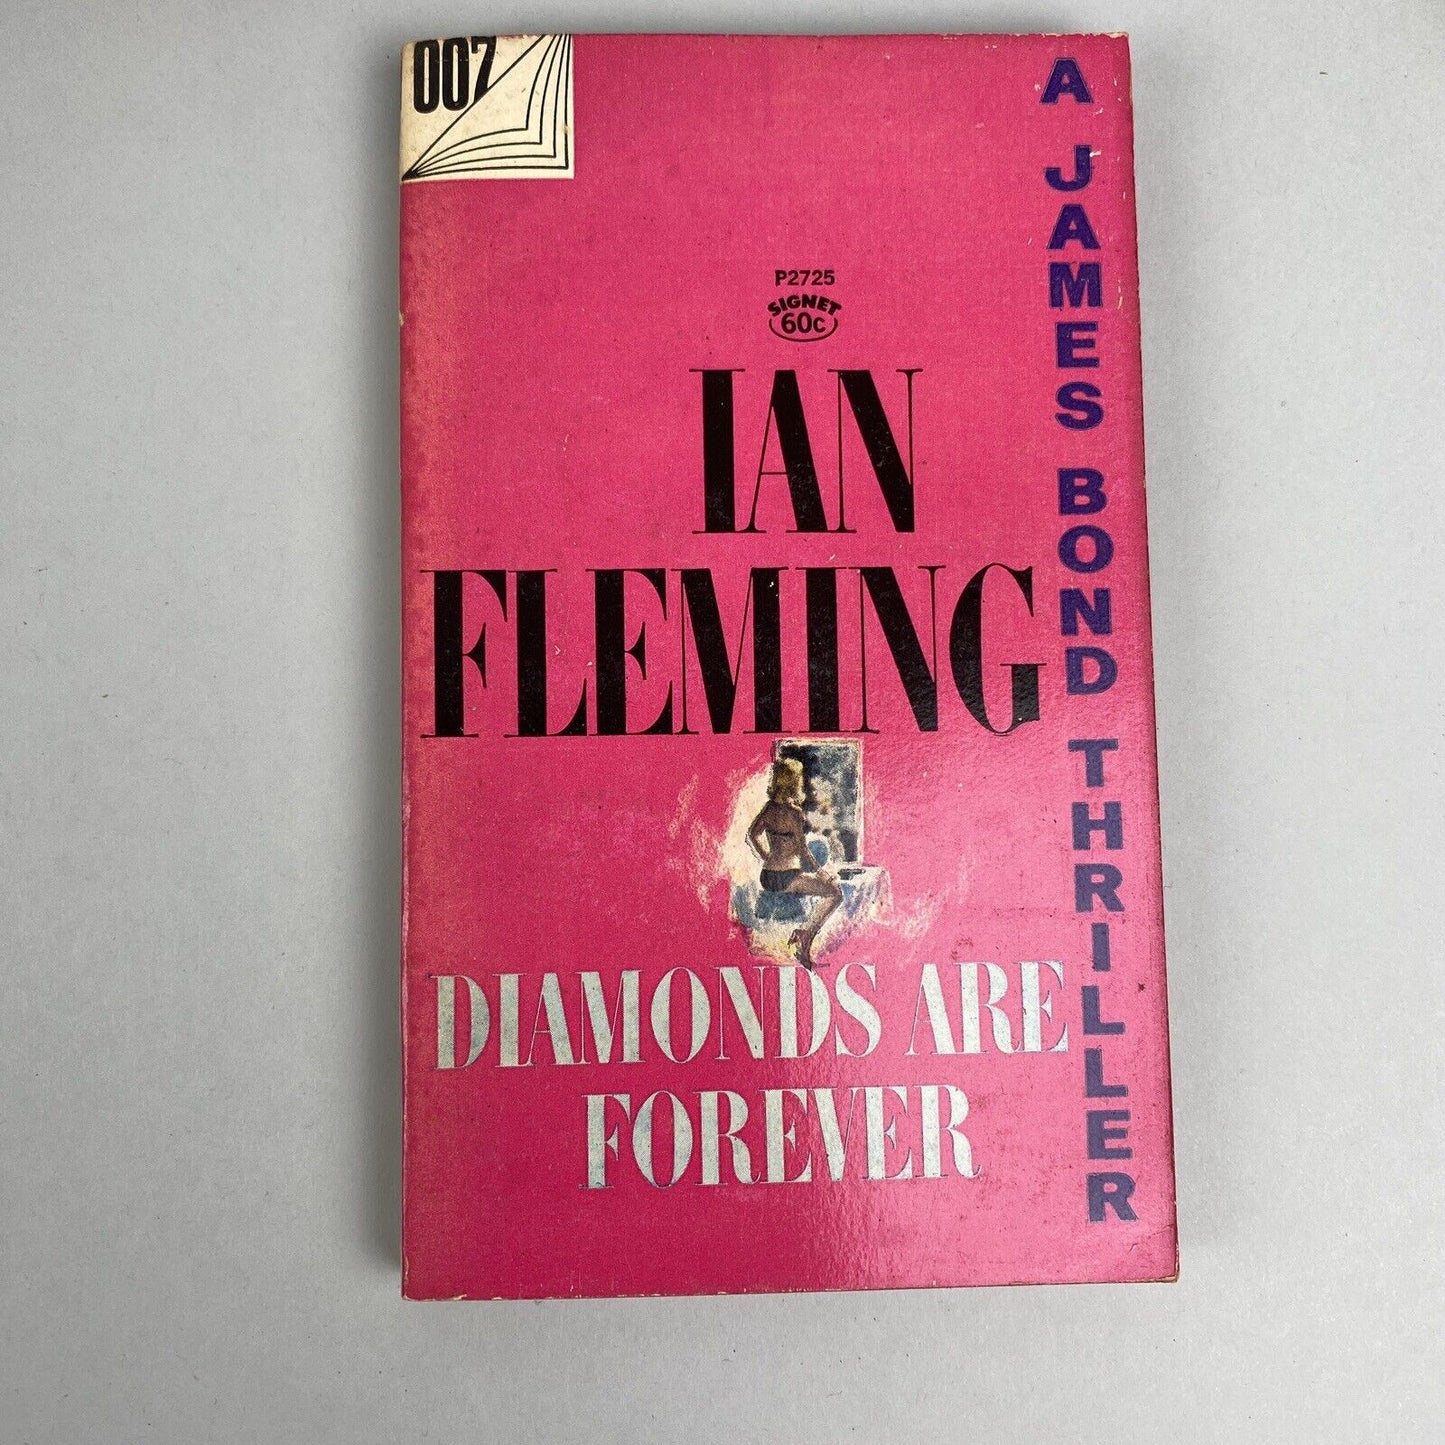 007
P2725
SIGNET
60c
IAN
FLEMING
DIAMONDS ARE
FOREVER
A JAMES BOND THRILLER